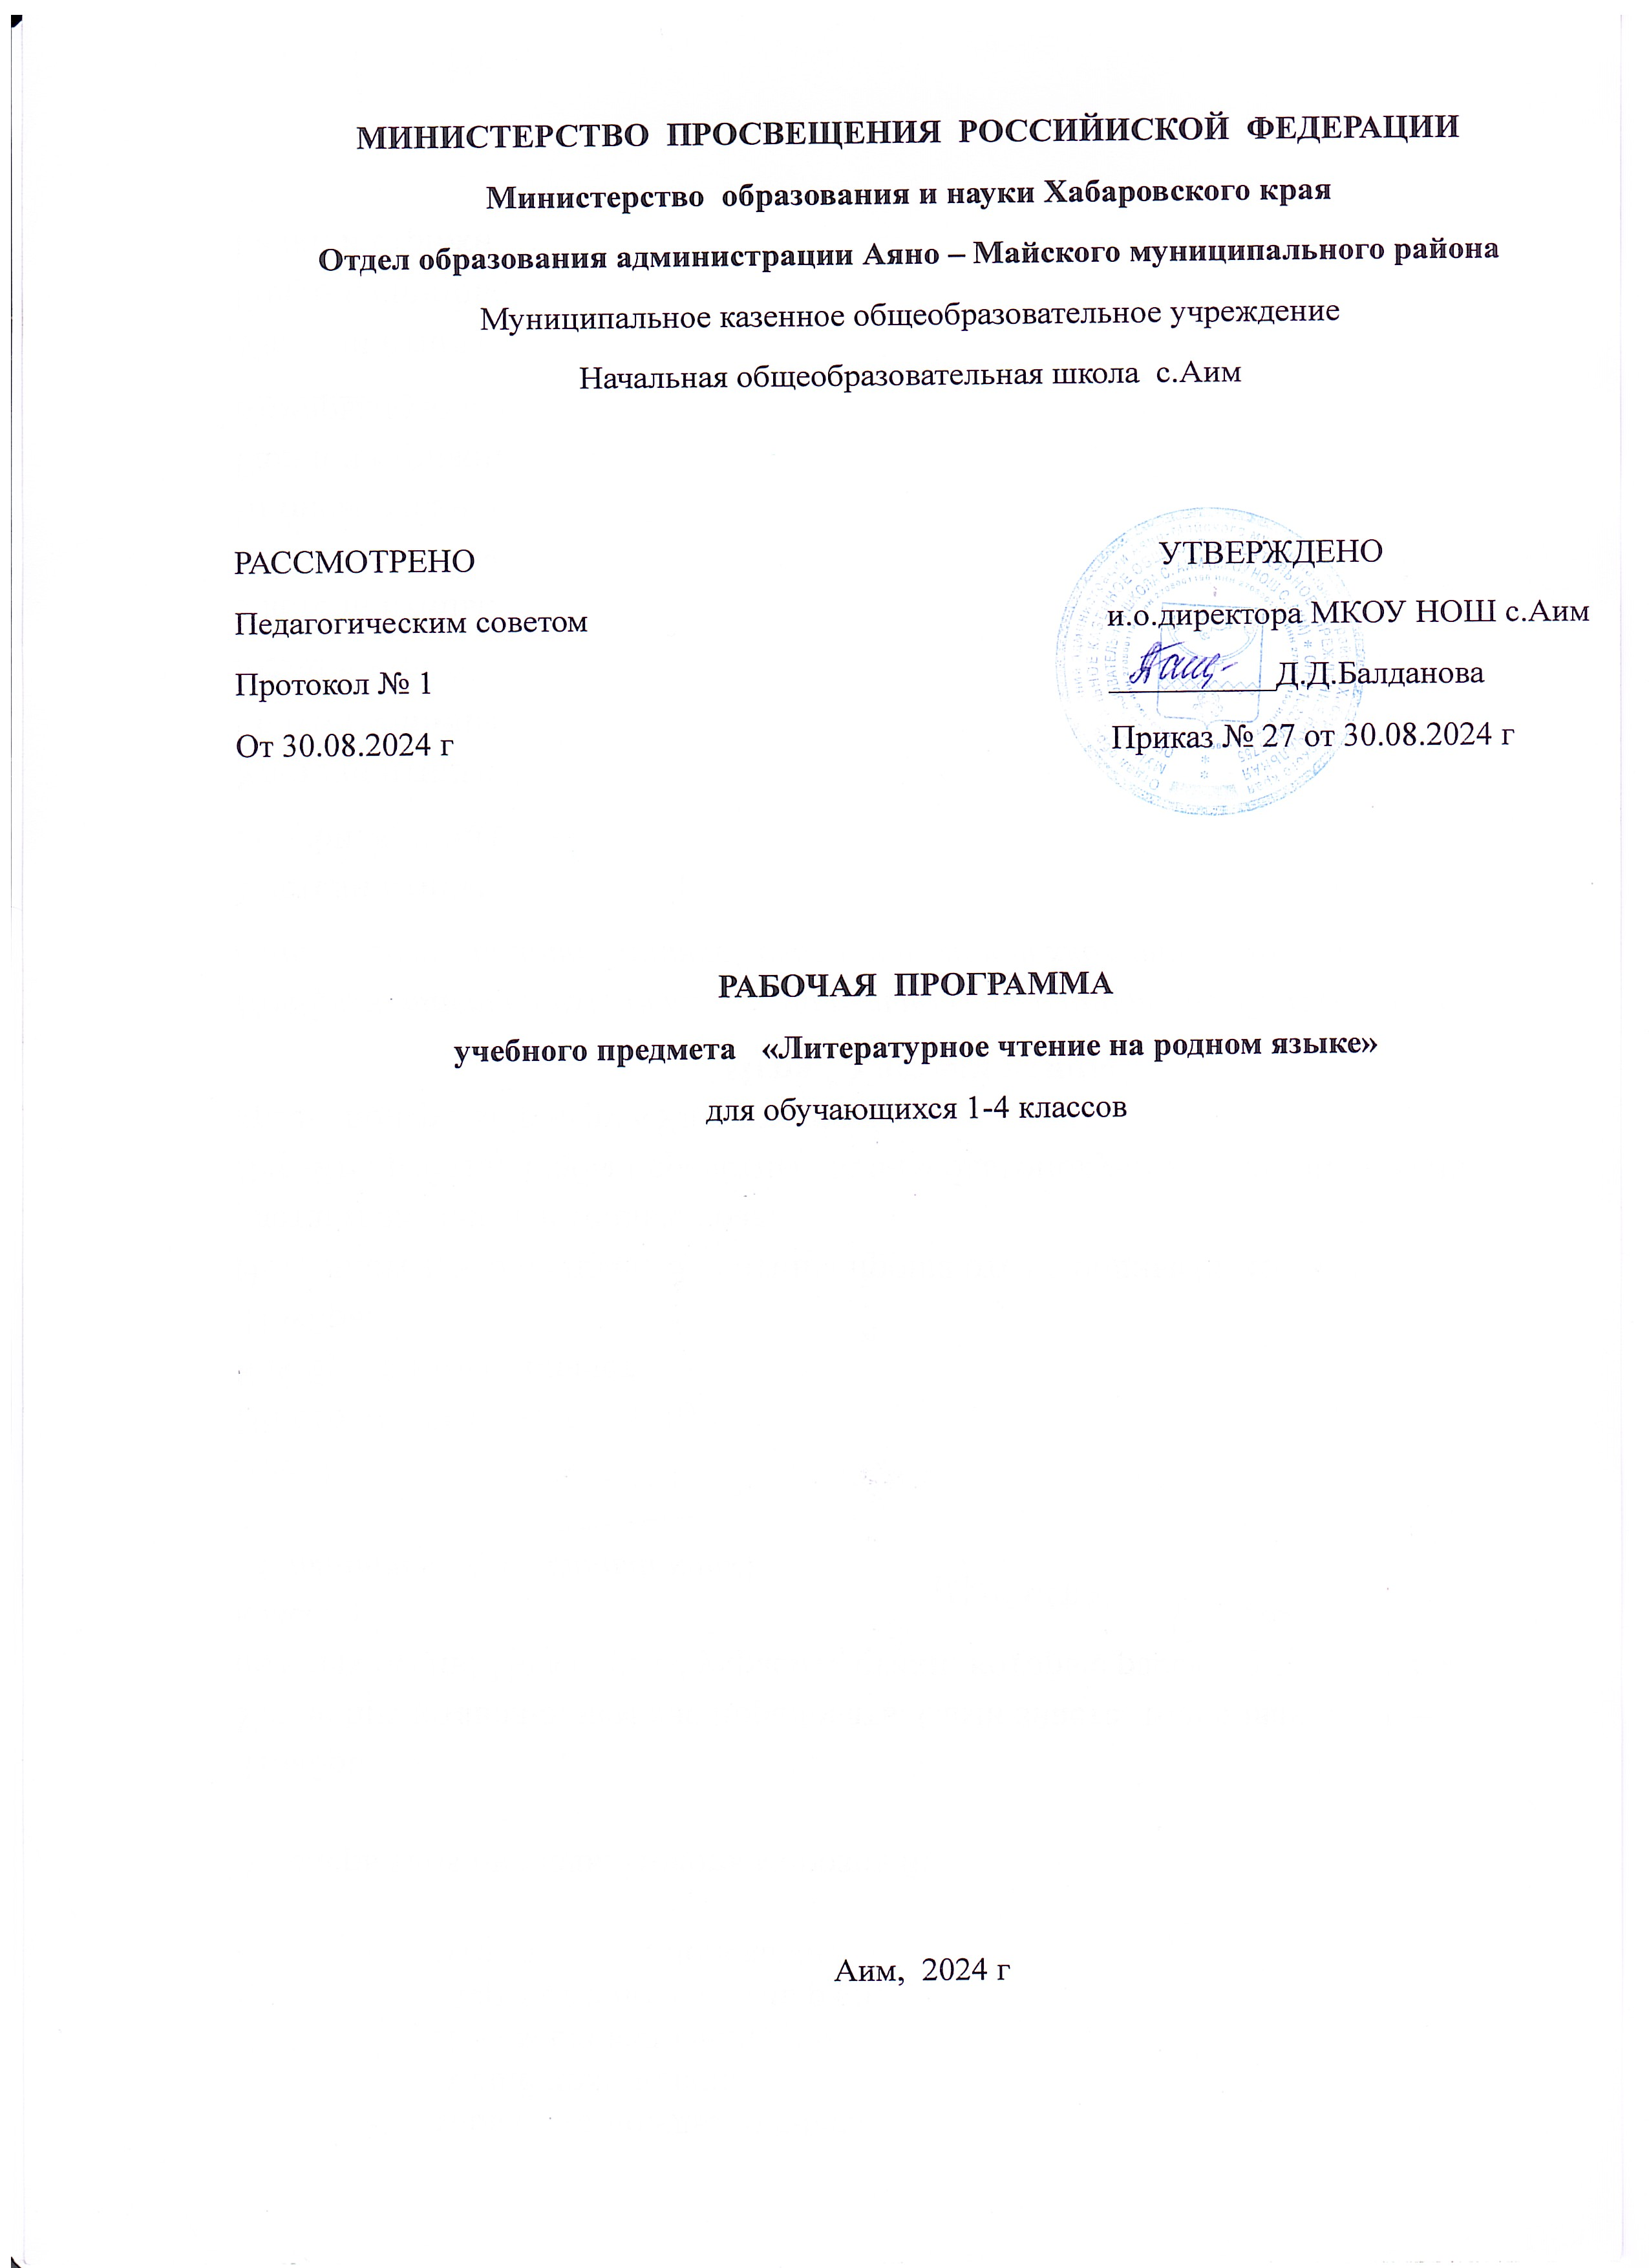 МИНИСТЕРСТВО ПРОСВЕЩЕНИЯ РОССИЙИСКОЙ ФЕДЕРАЦИИ
Министерство образования и науки Хабаровского края
Отдел образования администрации Аяно – Майского муниципального района
Муниципальное казенное общеобразовательное учреждение
Начальная общеобразовательная школа с.Аим
РАССМОТРЕНО
Педагогическим советом
Протокол № 1
От 30.08.2024 г
УТВЕРЖДЕНО
и.о.директора МКОУ НОШ с.Аим
Д.Д.Балданова
Приказ № 27 от 30.08.2024 г
РАБОЧАЯ ПРОГРАММА
учебного предмета «Литературное чтение на родном языке»
для обучающихся 1-4 классов
Аим, 2024 г